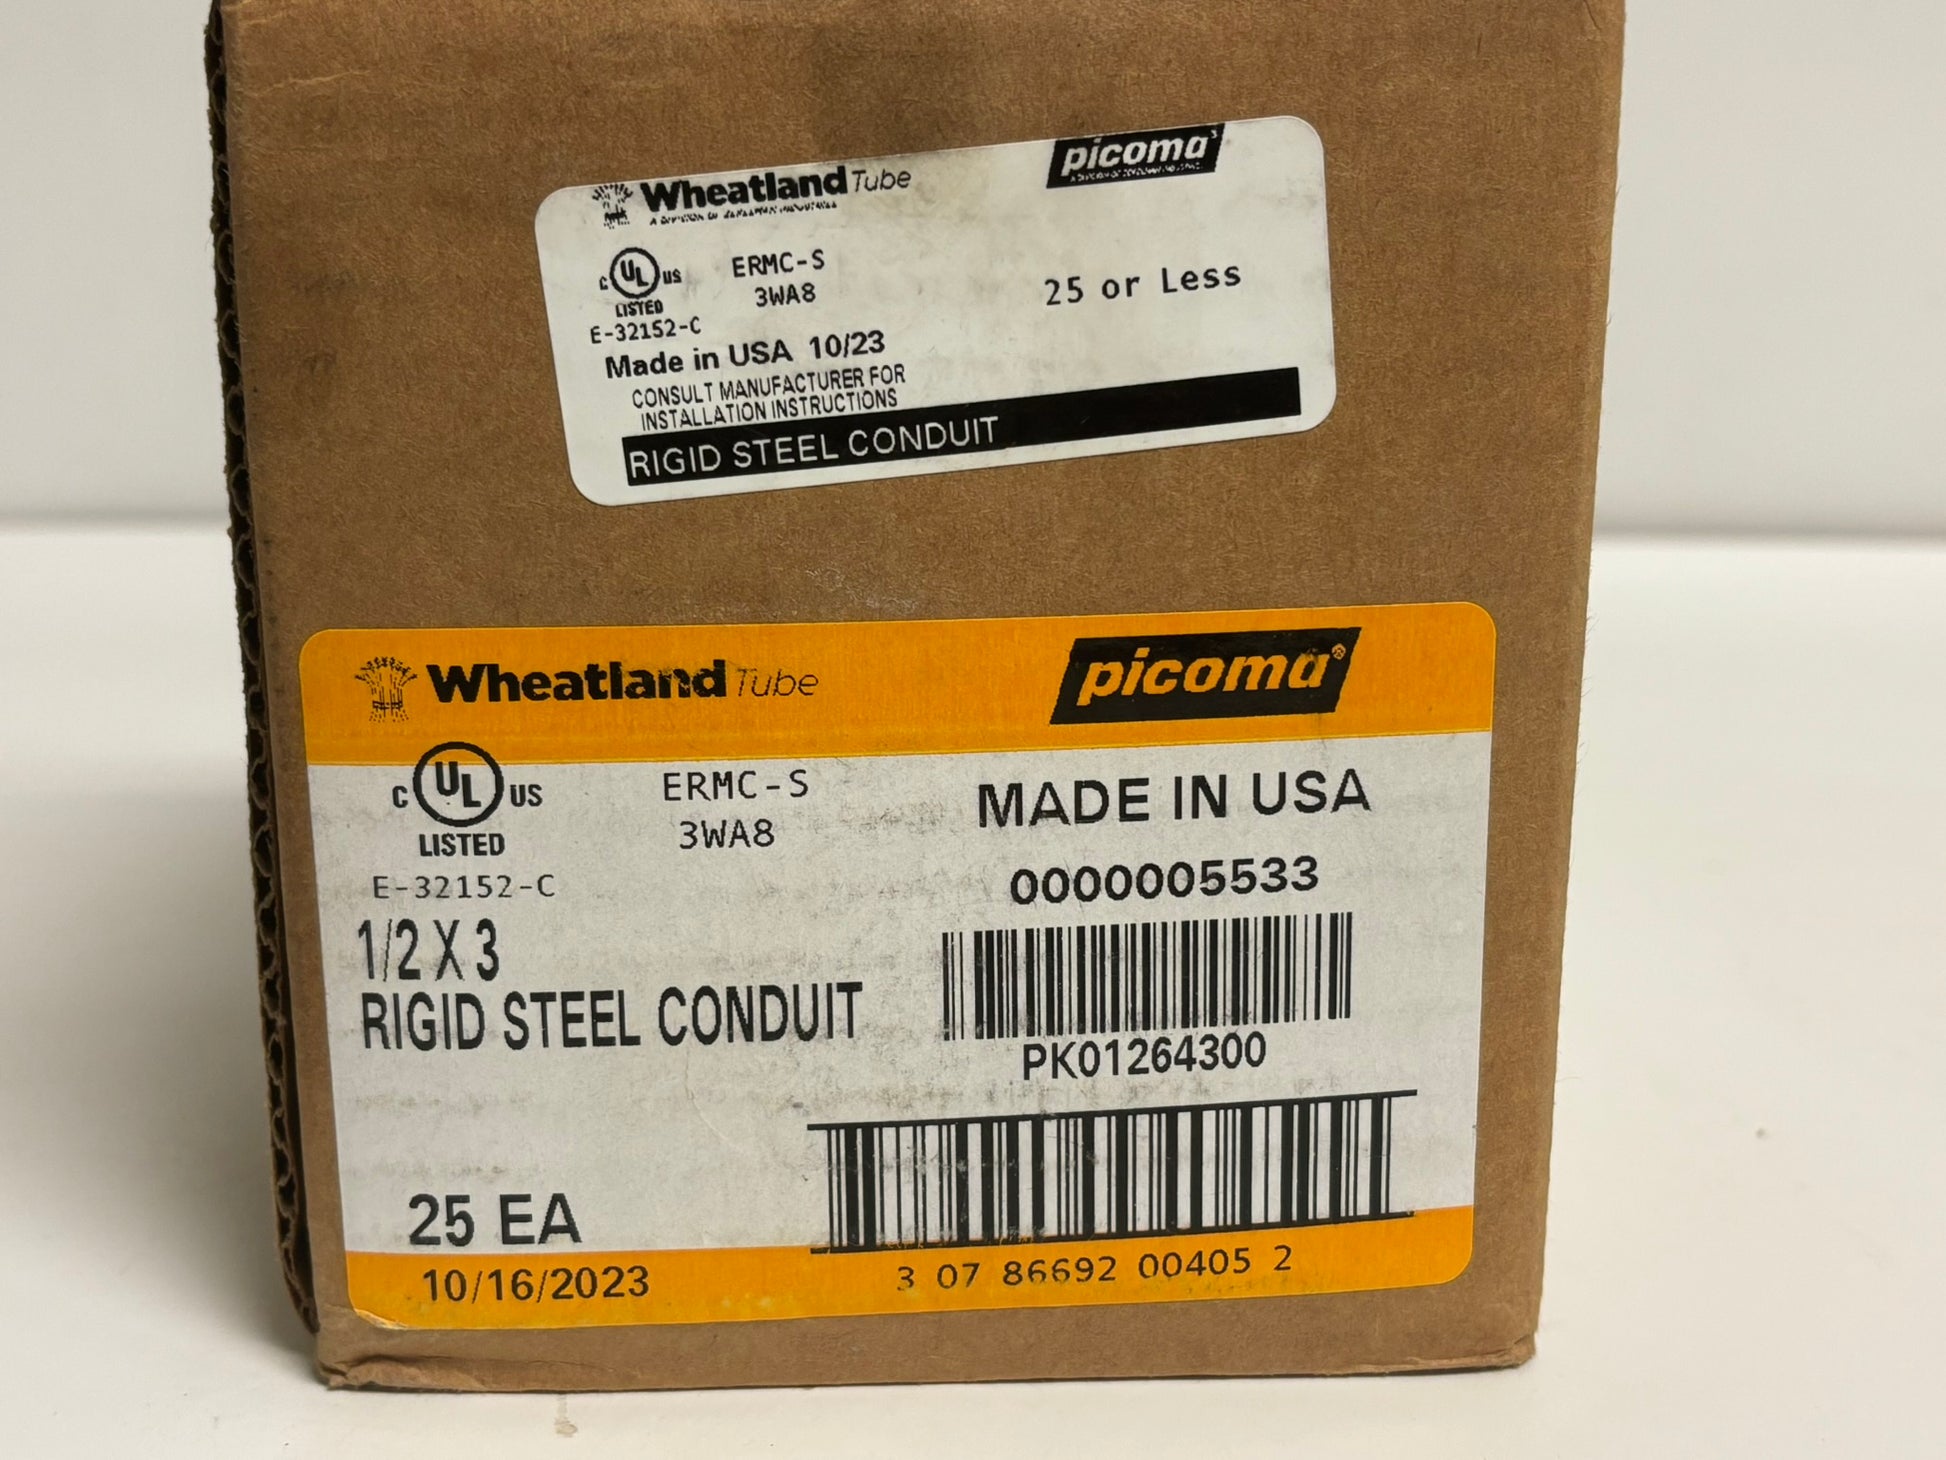 Wheatland Tube
picoma
A DIVISION OF
C UL US
LISTED
E-32152-C
ERMC-S
3WA8
25 or Less
Made in USA 10/23
CONSULT MANUFACTURER FOR
INSTALLATION INSTRUCTIONS
RIGID STEEL CONDUIT
Wheatland Tube
picoma®
C UL US
LISTED
E-32152-C
ERMC-S
3WA8
MADE IN USA
0000005533
1/2 X 3
RIGID STEEL CONDUIT
PK01264300
25 EA
10/16/2023
3 07 86692 00405 2